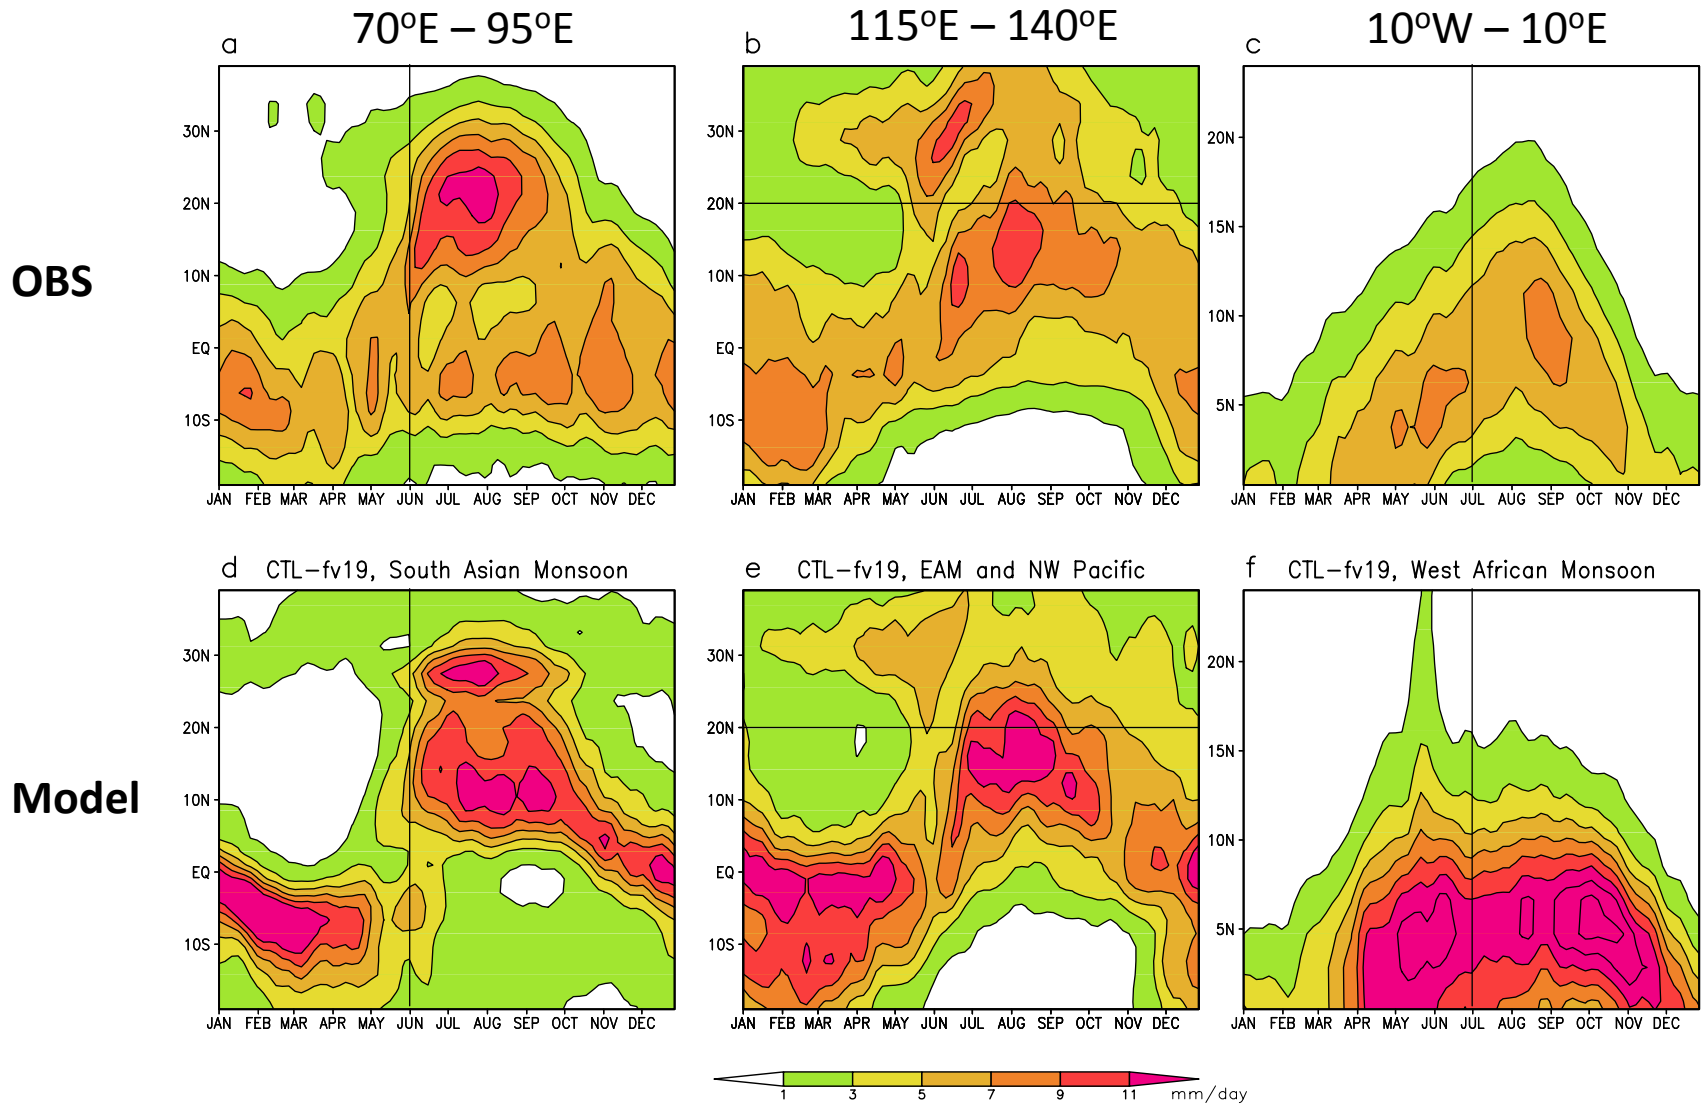 70ºE – 95ºE
115ºE – 140ºE
10ºW – 10ºE
a
b
c
OBS
30N
20N
10N
EQ
10S
JAN FEB MAR APR MAY JUN JUL AUG SEP OCT NOV DEC
30N
20N
10N
EQ
10S
JAN FEB MAR APR MAY JUN JUL AUG SEP OCT NOV DEC
20N
15N
10N
5N
JAN FEB MAR APR MAY JUN JUL AUG SEP OCT NOV DEC
d CTL-fv19, South Asian Monsoon
e CTL-fv19, EAM and NW Pacific
f CTL-fv19, West African Monsoon
Model
30N
20N
10N
EQ
10S
JAN FEB MAR APR MAY JUN JUL AUG SEP OCT NOV DEC
30N
20N
10N
EQ
10S
JAN FEB MAR APR MAY JUN JUL AUG SEP OCT NOV DEC
20N
15N
10N
5N
JAN FEB MAR APR MAY JUN JUL AUG SEP OCT NOV DEC
1 3 5 7 9 11 mm/day